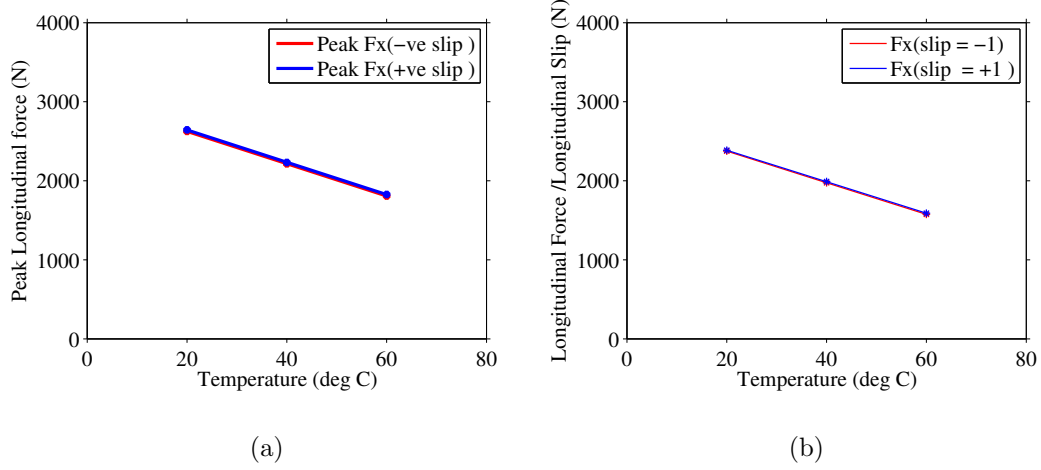 4000
3000
2000
1000
0
0 20 40 60 80
Peak Longitudinal force (N)
Temperature (deg C)
Peak Fx(−ve slip )
Peak Fx(+ve slip )
(a)
4000
3000
2000
1000
0
0 20 40 60 80
Longitudinal Force /Longitudinal Slip (N)
Temperature (deg C)
Fx(slip = −1)
Fx(slip  = +1 )
(b)